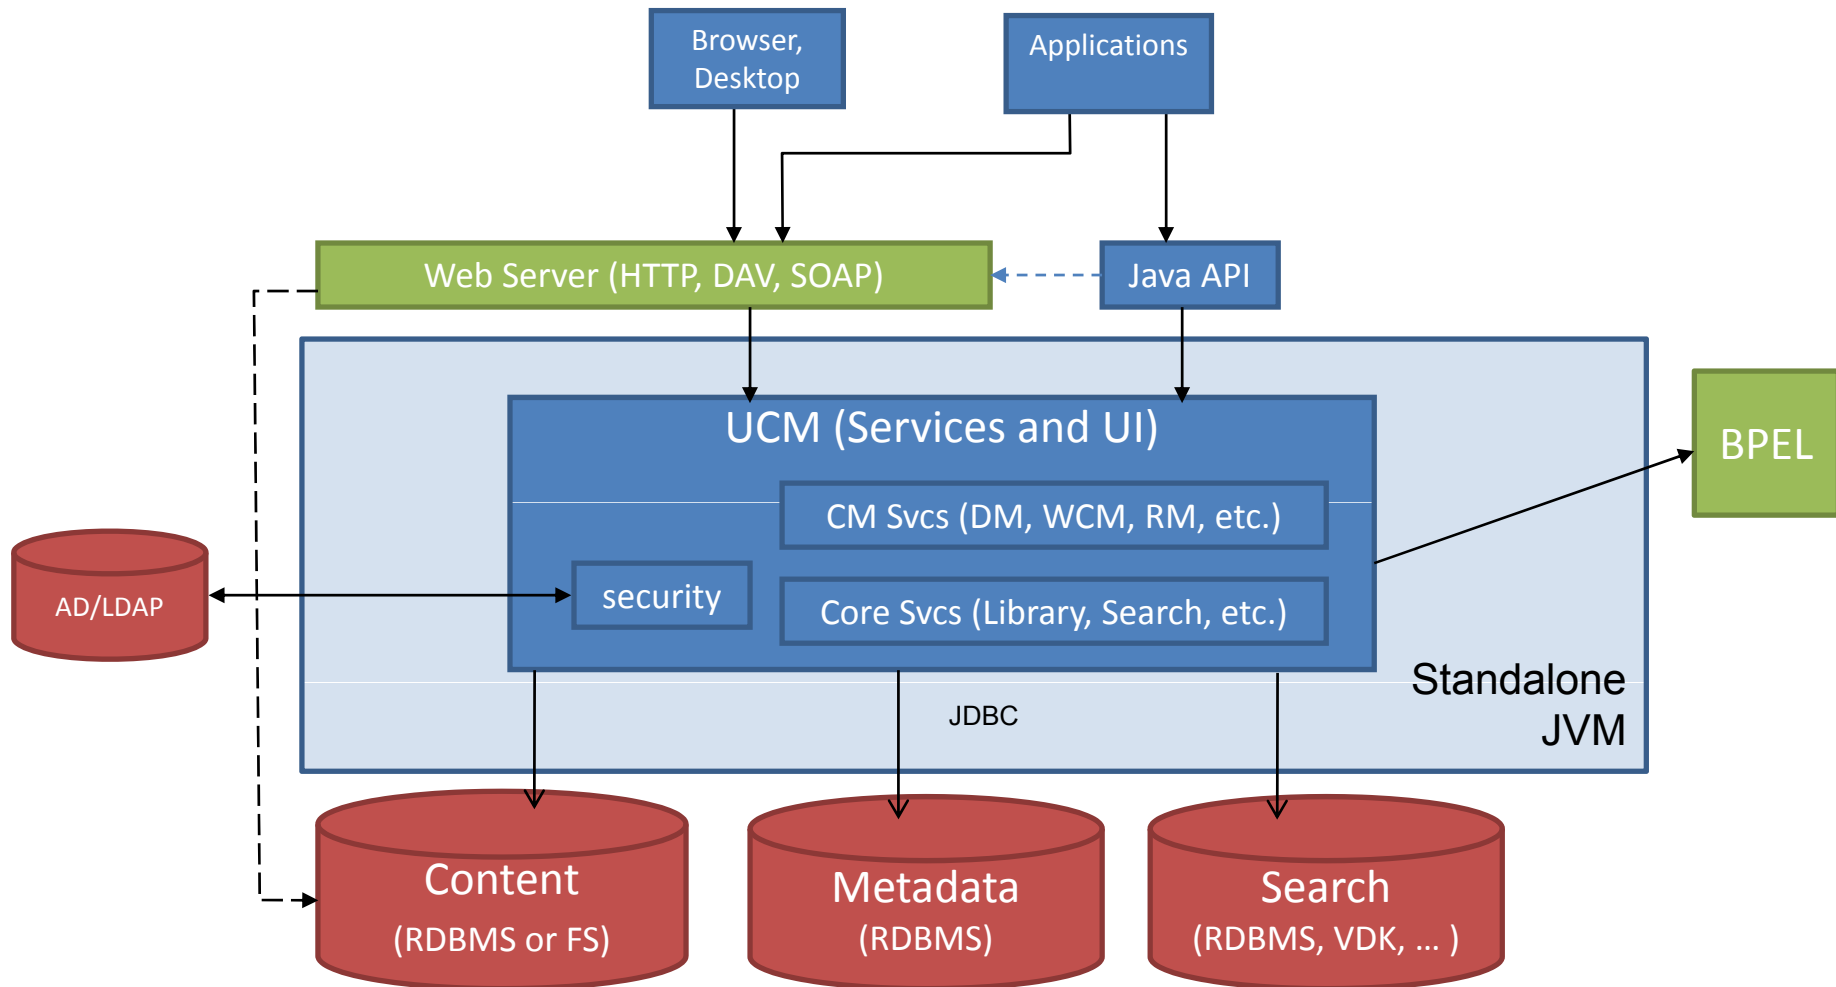 Browser,
Desktop
Applications
Web Server (HTTP, DAV, SOAP)
Java API
UCM (Services and UI)
BPEL
CM Svcs (DM, WCM, RM, etc.)
AD/LDAP
security
Core Svcs (Library, Search, etc.)
Standalone
JVM
JDBC
Content
(RDBMS or FS)
Metadata
(RDBMS)
Search
(RDBMS, VDK, ... )